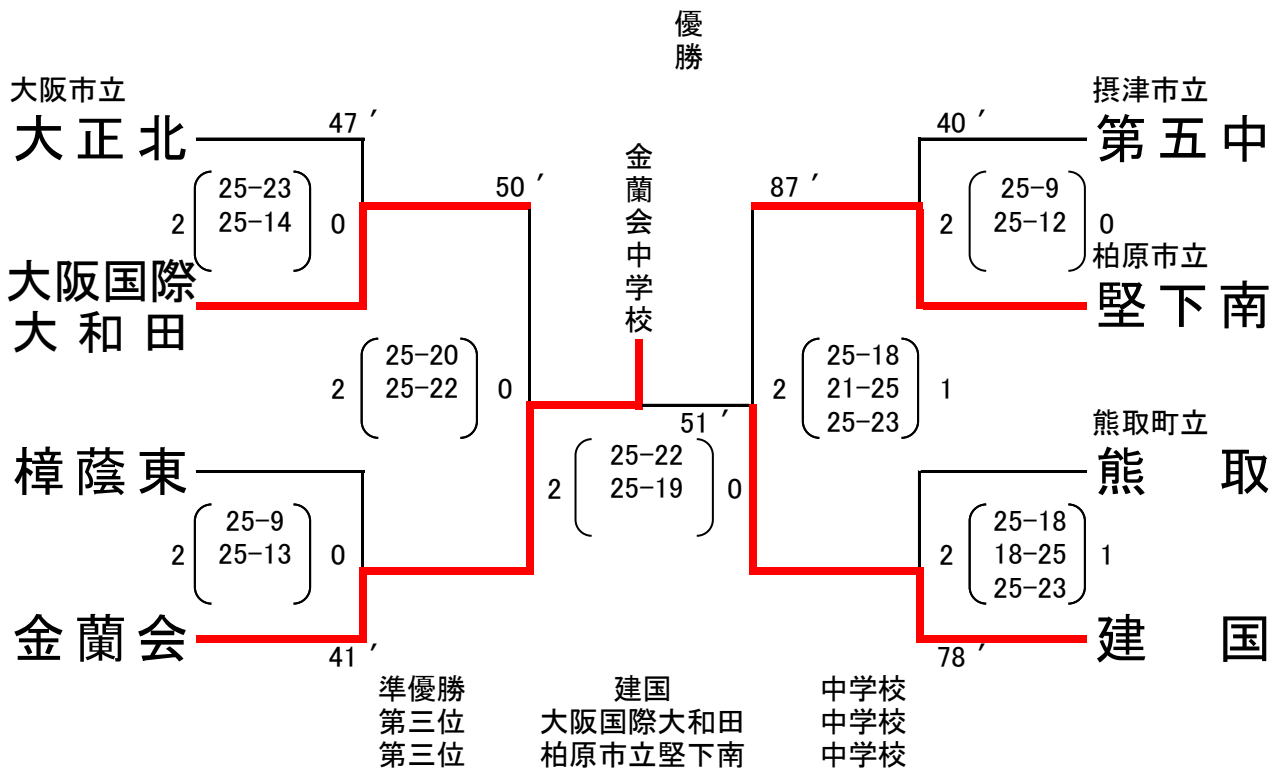 優勝
大阪市立
大正北
47′
2 25-23 0
25-14
大阪国際
大和田
50′
2 25-20 0
25-22
樟蔭東
2 25-9 0
25-13
金蘭会
41′
金蘭会中学校
51′
2 25-22 0
25-19
摂津市立
第五中
40′
2 25-9 0
25-12
柏原市立
堅下南
87′
2 25-18 1
21-25
25-23
熊取町立
熊取
2 25-18 1
18-25
25-23
建国
78′
準優勝 建国 中学校
第三位 大阪国際大和田 中学校
第三位 柏原市立堅下南 中学校